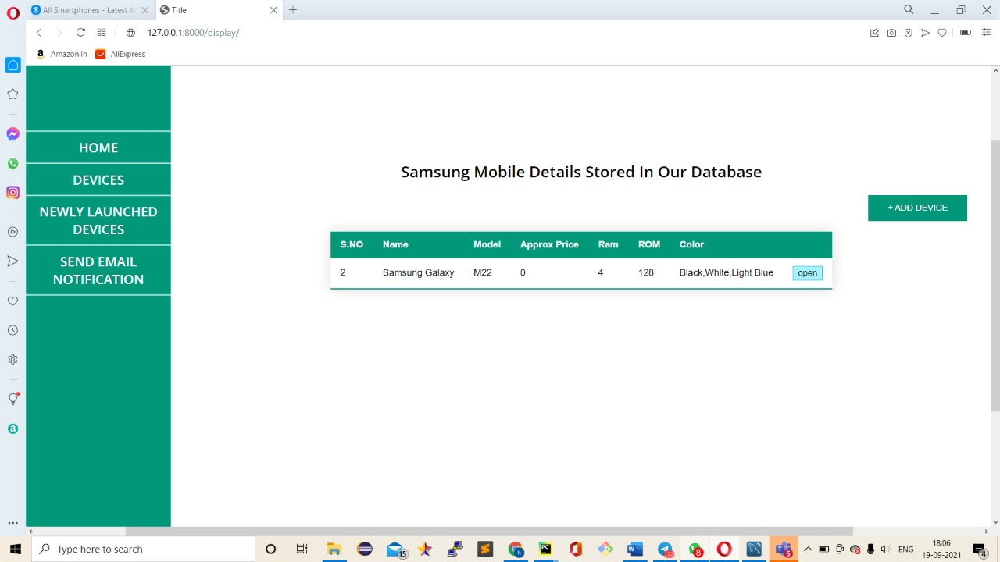 All Smartphones - Latest A
Title
127.0.0.1:8000/display/
Amazon.in
AliExpress
HOME
DEVICES
NEWLY LAUNCHED
DEVICES
SEND EMAIL
NOTIFICATION
Samsung Mobile Details Stored In Our Database
+ ADD DEVICE
S.NO Name Model Approx Price Ram ROM Color
2 Samsung Galaxy M22 0 4 128 Black,White,Light Blue open
Type here to search
15
72
8
5
ENG
18:06
19-09-2021
4